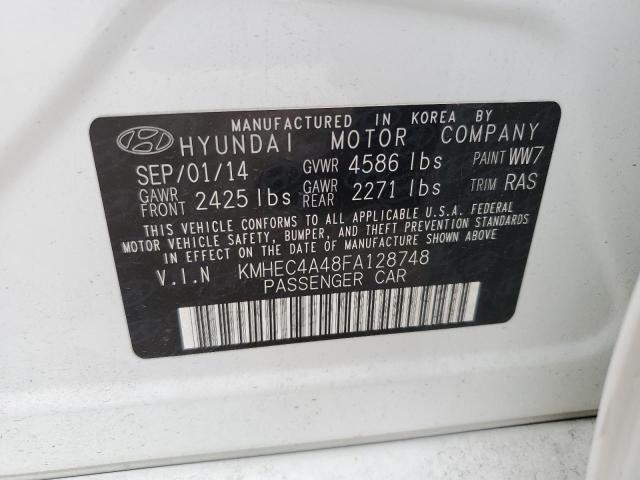 MANUFACTURED IN KOREA BY
HYUNDAI MOTOR COMPANY
SEP/01/14 GVWR 4586 lbs PAINT WW7
GAWR FRONT 2425 lbs GAWR REAR 2271 lbs TRIM RAS
THIS VEHICLE CONFORMS TO ALL APPLICABLE U.S.A. FEDERAL
MOTOR VEHICLE SAFETY, BUMPER, AND THEFT PREVENTION STANDARDS
IN EFFECT ON THE DATE OF MANUFACTURE SHOWN ABOVE.
V.I.N KMHEC4A48FA128748
PASSENGER CAR